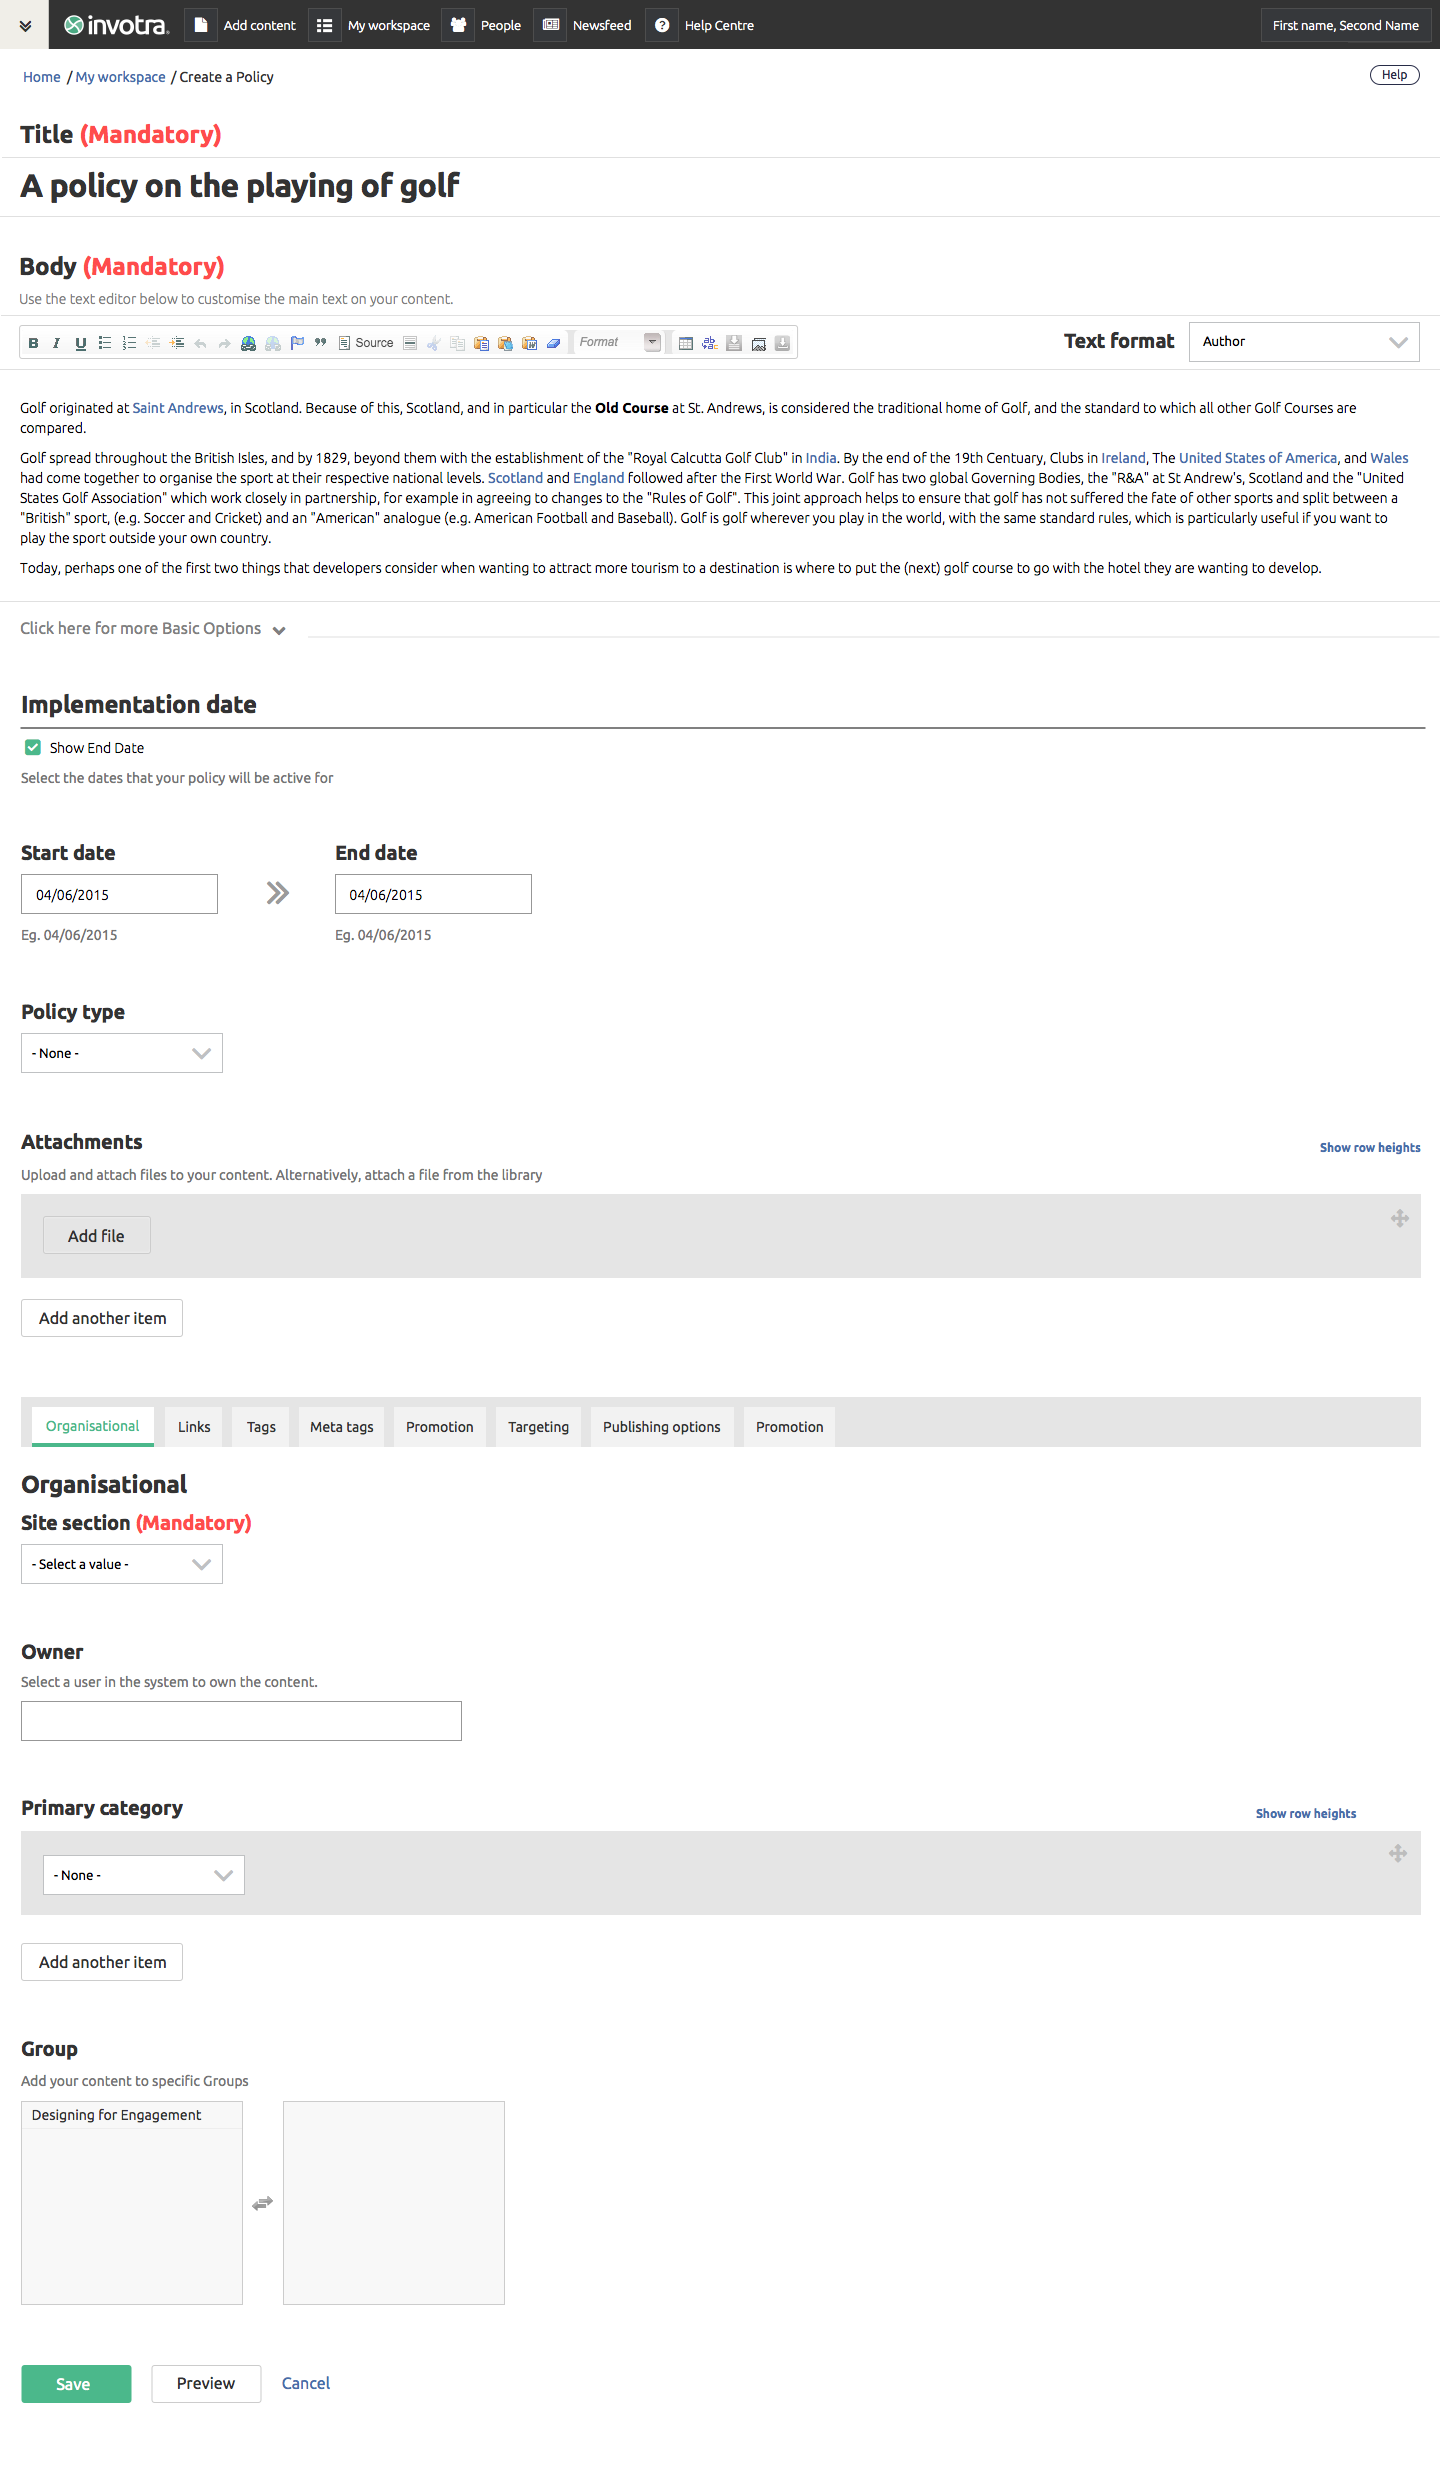 invotra. Add content My workspace People Newsfeed Help Centre First name, Second Name
Home / My workspace / Create a Policy Help
Title (Mandatory)
A policy on the playing of golf
Body (Mandatory)
Use the text editor below to customise the main text on your content.
B I U Source Format Text format Author
Golf originated at Saint Andrews, in Scotland. Because of this, Scotland, and in particular the Old Course at St. Andrews, is considered the traditional home of Golf, and the standard to which all other Golf Courses are
compared.
Golf spread throughout the British Isles, and by 1829, beyond them with the establishment of the "Royal Calcutta Golf Club" in India. By the end of the 19th Centuary, Clubs in Ireland, The United States of America, and Wales
had come together to organise the sport at their respective national levels. Scotland and England followed after the First World War. Golf has two global Governing Bodies, the "R&A" at St Andrew's, Scotland and the "United
States Golf Association" which work closely in partnership, for example in agreeing to changes to the "Rules of Golf". This joint approach helps to ensure that golf has not suffered the fate of other sports and split between a
"British" sport, (e.g. Soccer and Cricket) and an "American" analogue (e.g. American Football and Baseball). Golf is golf wherever you play in the world, with the same standard rules, which is particularly useful if you want to
play the sport outside your own country.
Today, perhaps one of the first two things that developers consider when wanting to attract more tourism to a destination is where to put the (next) golf course to go with the hotel they are wanting to develop.
Click here for more Basic Options
Implementation date
Show End Date
Select the dates that your policy will be active for
Start date End date
04/06/2015 04/06/2015
Eg. 04/06/2015 Eg. 04/06/2015
Policy type
- None -
Attachments Show row heights
Upload and attach files to your content. Alternatively, attach a file from the library
Add file
Add another item
Organisational Links Tags Meta tags Promotion Targeting Publishing options Promotion
Organisational
Site section (Mandatory)
- Select a value -
Owner
Select a user in the system to own the content.
Primary category Show row heights
- None -
Add another item
Group
Add your content to specific Groups
Designing for Engagement
Save Preview Cancel